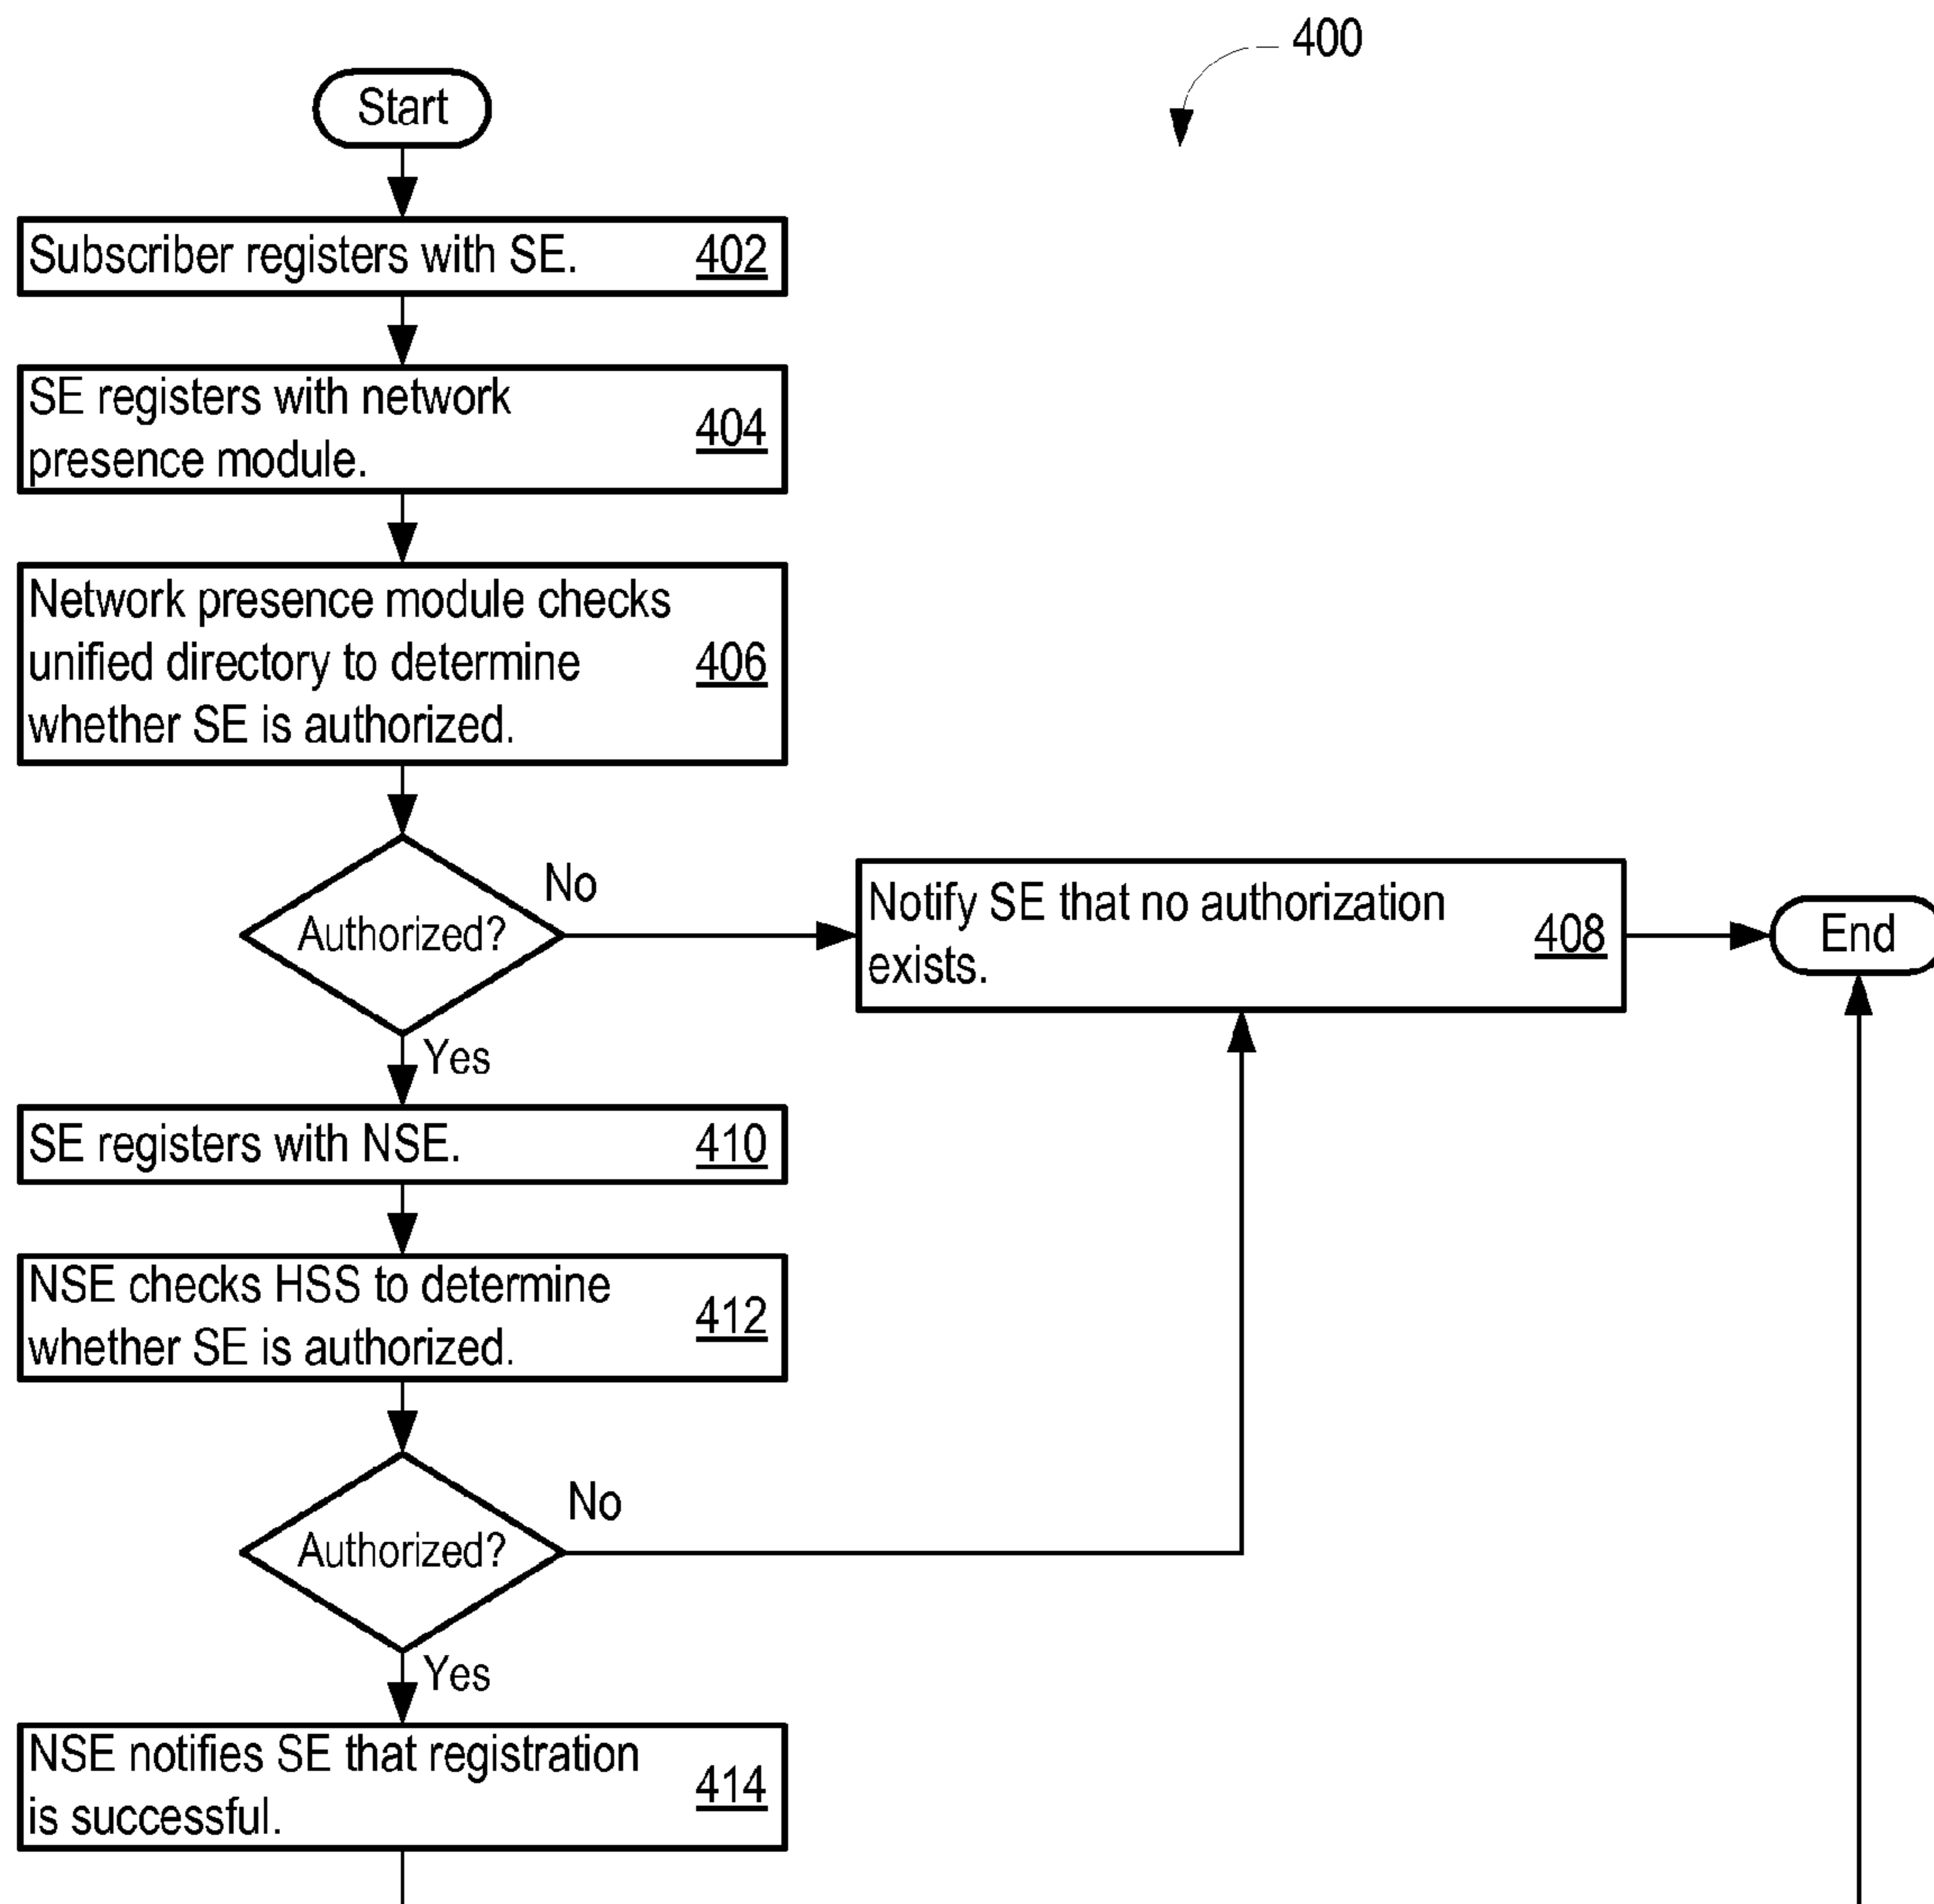 400
Start
Subscriber registers with SE. 402
SE registers with network
presence module. 404
Network presence module checks
unified directory to determine 406
whether SE is authorized.
Authorized?
No
Notify SE that no authorization
exists. 408
End
Yes
SE registers with NSE. 410
NSE checks HSS to determine
whether SE is authorized. 412
Authorized?
No
Yes
NSE notifies SE that registration
is successful. 414